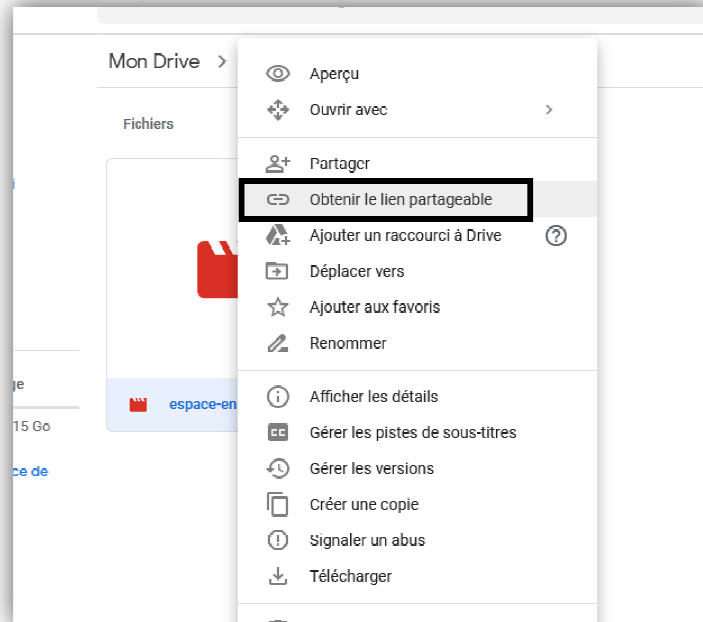 Mon Drive
Aperçu
Ouvrir avec
Fichiers
Partager
Obtenir le lien partageable
Ajouter un raccourci à Drive
Déplacer vers
Ajouter aux favoris
Renommer
ge
Afficher les détails
espace-en
15 Go
CC
Gérer les pistes de sous-titres
ce de
Gérer les versions
Créer une copie
Signaler un abus
Télécharger